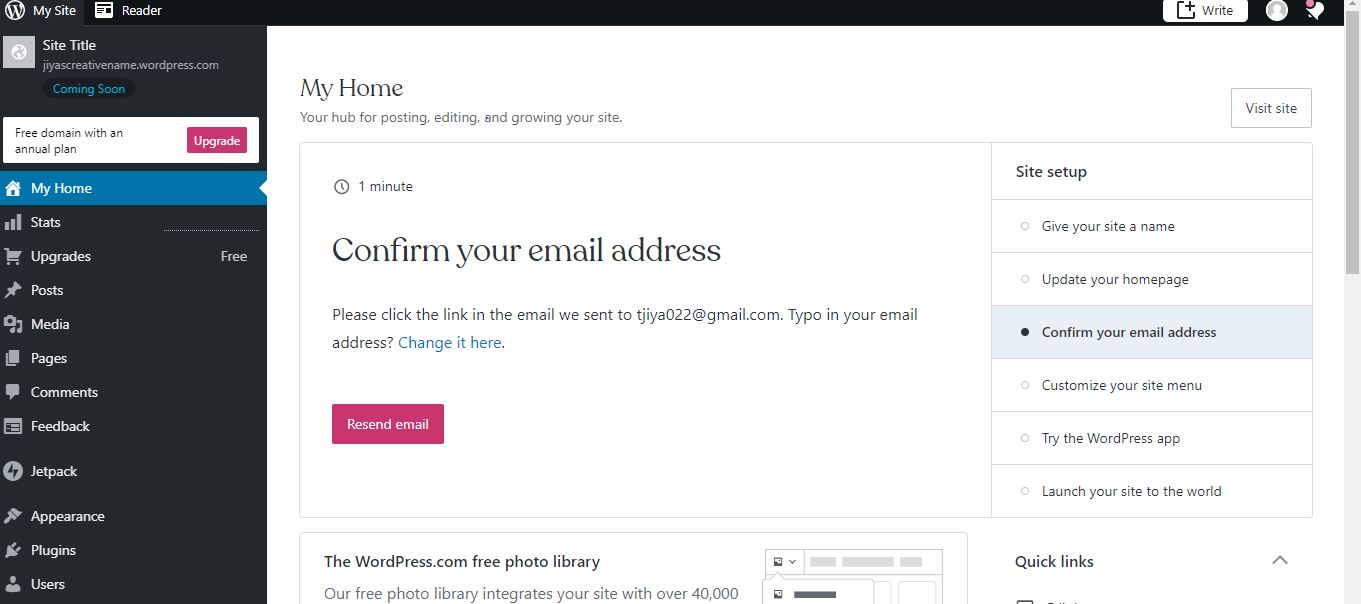 My Site
Reader
Write
Site Title
jiyascreativename.wordpress.com
Coming Soon
Free domain with an
annual plan
Upgrade
My Home
Stats
Upgrades
Free
Posts
Media
Pages
Comments
Feedback
Jetpack
Appearance
Plugins
Users
My Home
Your hub for posting, editing, and growing your site.
Visit site
1 minute
Confirm your email address
Please click the link in the email we sent to tjiya022@gmail.com. Typo in your email
address? Change it here.
Resend email
Site setup
Give your site a name
Update your homepage
Confirm your email address
Customize your site menu
Try the WordPress app
Launch your site to the world
The WordPress.com free photo library
Our free photo library integrates your site with over 40,000
Quick links